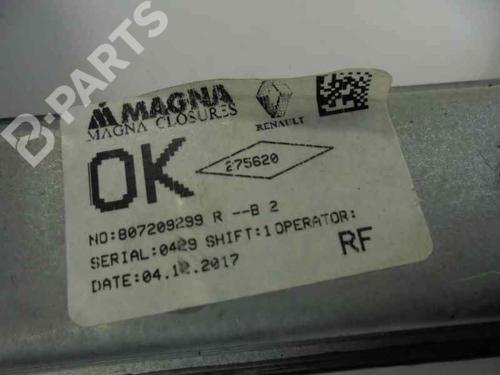 B-PARTS
MAGNA
MAGNA CLOSURES
RENAULT
OK
275620
NO:807209299 R --B 2
SERIAL:0429 SHIFT:1 OPERATOR:
RF
DATE:04.12.2017